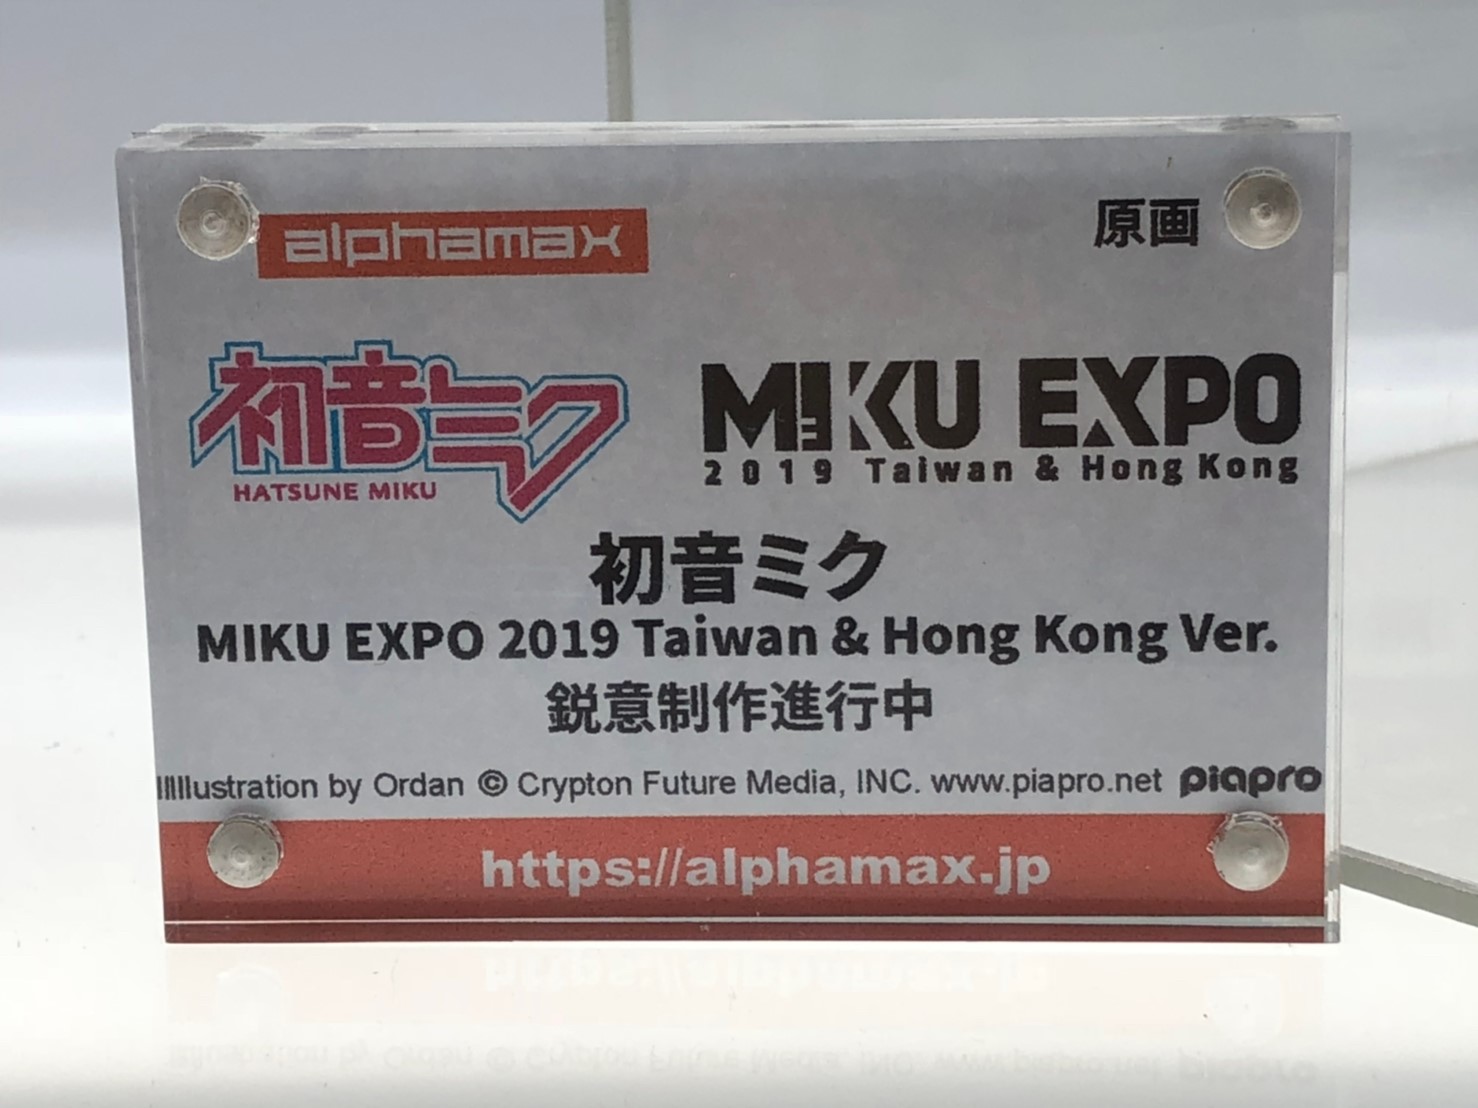 alphamax
原画
初音ミク
HATSUNE MIKU
MIKU EXPO
2019 Taiwan & Hong Kong
初音ミク
MIKU EXPO 2019 Taiwan & Hong Kong Ver.
鋭意制作進行中
Illustration by Ordan © Crypton Future Media, INC. www.piapro.net piapro
https://alphamax.jp